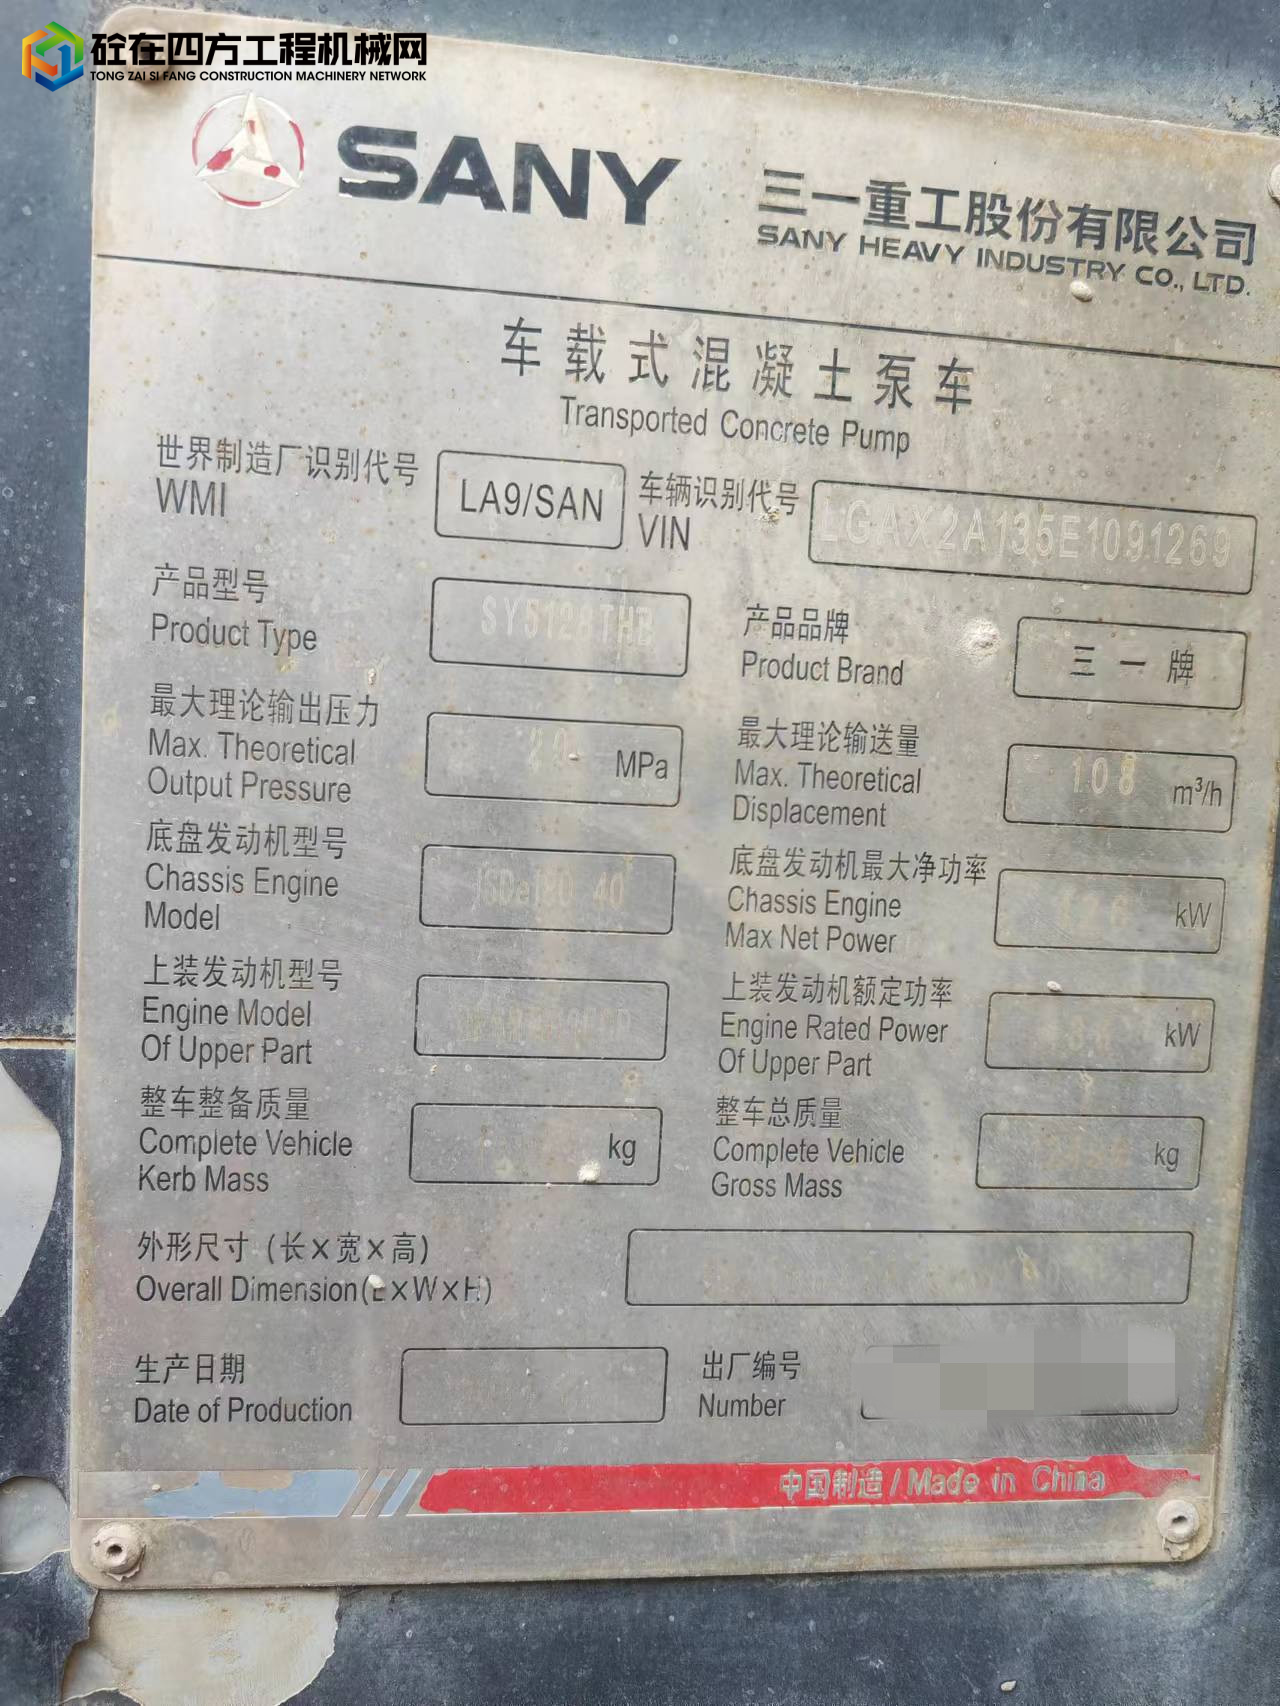 砼在四方工程机械网
TONG ZAI SI FANG CONSTRUCTION MACHINERY NETWORK
SANY
三一重工股份有限公司
SANY HEAVY INDUSTRY CO., LTD.
车载式混凝土泵车
Transported Concrete Pump
世界制造厂识别代号
WMI
LA9/SAN
车辆识别代号
VIN
LGAX2A135E1091269
产品型号
Product Type
SY5128THB
产品品牌
Product Brand
三一牌
最大理论输出压力
Max. Theoretical
Output Pressure
MPa
最大理论输送量
Max. Theoretical
Displacement
108 m³/h
底盘发动机型号
Chassis Engine
Model
ISDe180 40
底盘发动机最大净功率
Chassis Engine
Max Net Power
kW
上装发动机型号
Engine Model
Of Upper Part
上装发动机额定功率
Engine Rated Power
Of Upper Part
kW
整车整备质量
Complete Vehicle
Kerb Mass
kg
整车总质量
Complete Vehicle
Gross Mass
kg
外形尺寸 (长×宽×高)
Overall Dimension(L×W×H)
生产日期
Date of Production
出厂编号
Number
中国制造/Made in China